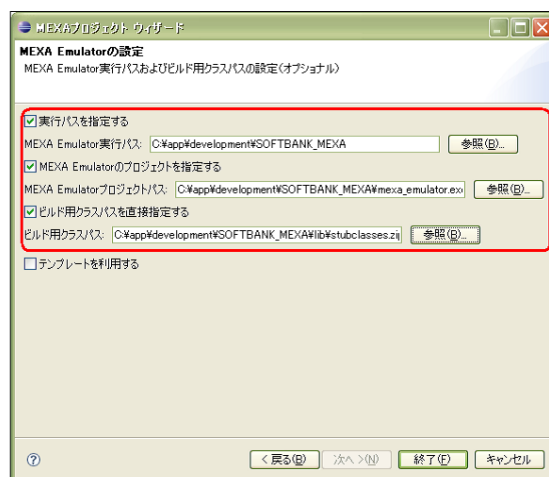 MEXAプロジェクト ウィザード
MEXA Emulatorの設定
MEXA Emulator実行パスおよびビルド用クラスパスの設定(オプショナル)
実行パスを指定する
MEXA Emulator実行パス: C:¥app¥development¥SOFTBANK_MEXA 参照(B)...
MEXA Emulatorのプロジェクトを指定する
MEXA Emulatorプロジェクトパス: C:¥app¥development¥SOFTBANK_MEXA¥mexa_emulator.exe 参照(B)...
ビルド用クラスパスを直接指定する
ビルド用クラスパス: C:¥app¥development¥SOFTBANK_MEXA¥lib¥stubclasses.zip 参照(B)...
テンプレートを利用する
? < 戻る(B) 次へ >(N) 終了(F) キャンセル